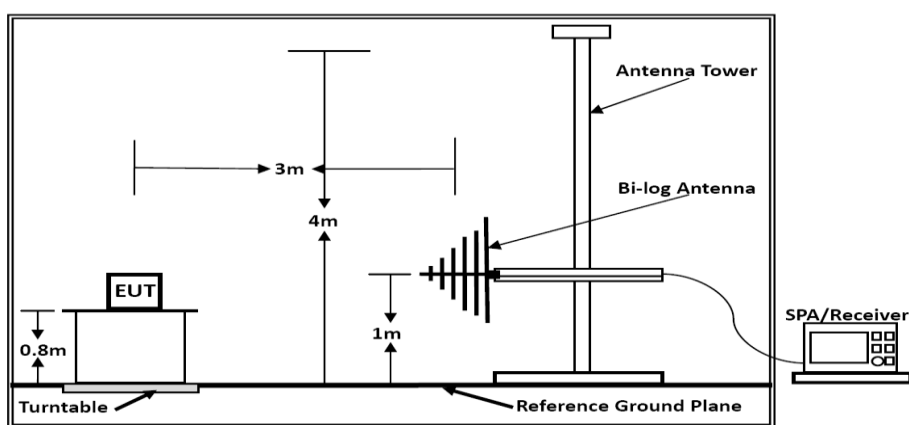 Antenna Tower
3m
Bi-log Antenna
4m
EUT
1m
0.8m
SPA/Receiver
Turntable
Reference Ground Plane